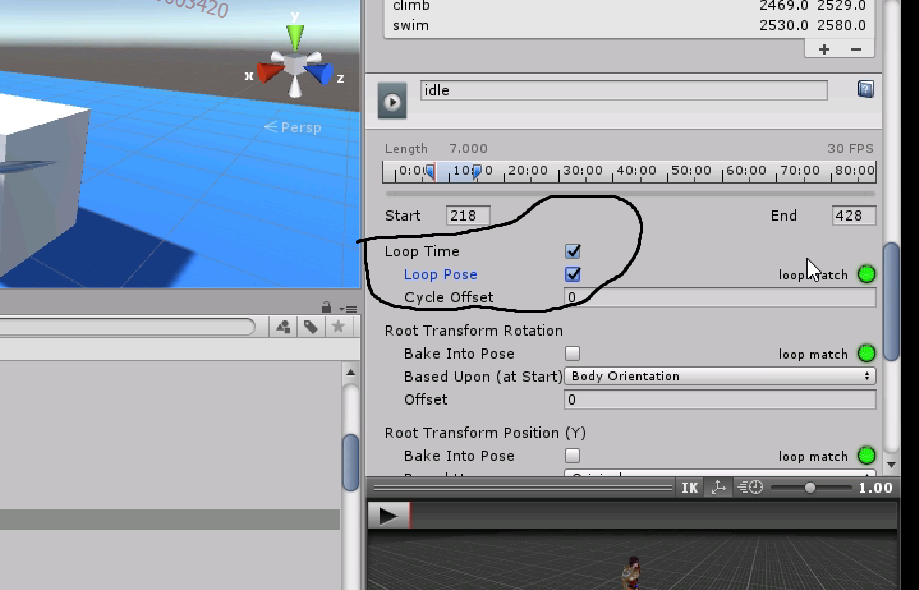 climb 2469.0 2529.0
swim 2530.0 2580.0
+ −
y
x z
Persp
idle
Length 7.000 30 FPS
0:00 10:00 20:00 30:00 40:00 50:00 60:00 70:00 80:00
Start 218 End 428
Loop Time
Loop Pose loop match
Cycle Offset 0
Root Transform Rotation
Bake Into Pose loop match
Based Upon (at Start) Body Orientation
Offset 0
Root Transform Position (Y)
Bake Into Pose loop match
IK 1.00